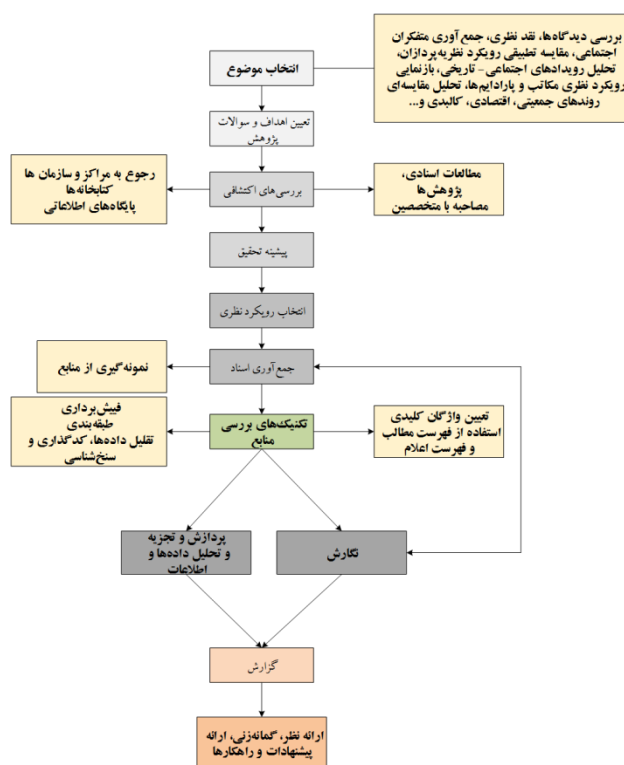 بررسی دیدگاه‌ها، نقد نظری، جمع آوری متفکران
اجتماعی، مقایسه تطبیقی رویکرد نظریه‌پردازان،
تحلیل رویدادهای اجتماعی - تاریخی، بازنمایی
رویکرد نظری مکاتب و پارادایم‌ها، تحلیل مقایسه‌ای
روندهای جمعیتی، اقتصادی، کالبدی و...
انتخاب موضوع
تعیین اهداف و سوالات
پژوهش
رجوع به مراکز و سازمان ها
کتابخانه‌ها
پایگاه‌های اطلاعاتی
بررسی‌های اکتشافی
مطالعات اسنادی،
پژوهش‌ها
مصاحبه با متخصصین
پیشینه تحقیق
انتخاب رویکرد نظری
جمع‌آوری اسناد
نمونه‌گیری از منابع
تکنیک‌های بررسی
منابع
فیش‌برداری
طبقه‌بندی
تقلیل داده‌ها، کدگذاری و
سنخ‌شناسی
تعیین واژگان کلیدی
استفاده از فهرست مطالب
و فهرست اعلام
پردازش و تجزیه
و تحلیل داده‌ها و
اطلاعات
نگارش
گزارش
ارائه نظر، گمانه‌زنی، ارائه
پیشنهادات و راهکارها